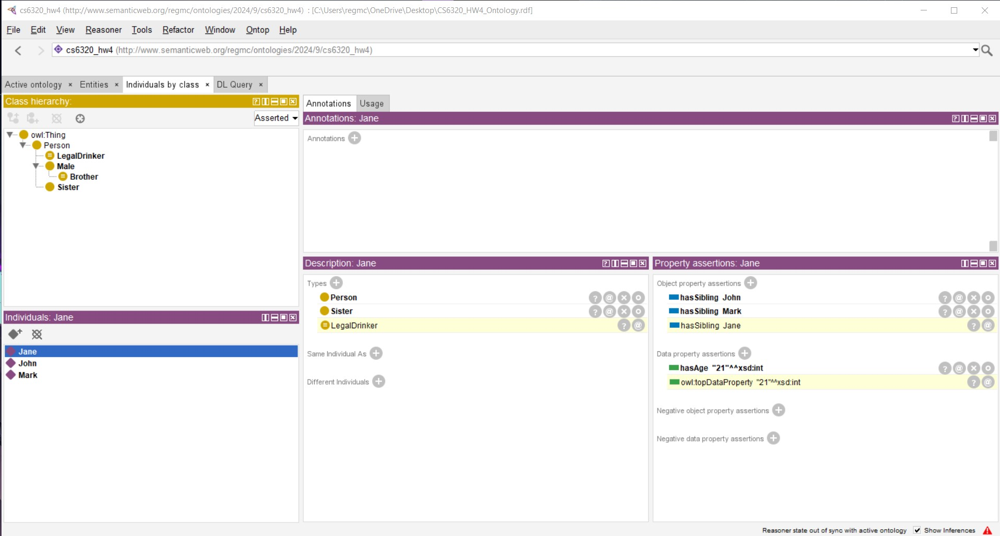 cs6320_hw4 (http://www.semanticweb.org/regmc/ontologies/2024/9/cs6320_hw4) : [C:\Users\regmc\OneDrive\Desktop\CS6320_HW4_Ontology.rdf]
File Edit View Reasoner Tools Refactor Window Ontop Help
cs6320_hw4 (http://www.semanticweb.org/regmc/ontologies/2024/9/cs6320_hw4)
Active ontology × Entities × Individuals by class × DL Query ×
Class hierarchy:
Asserted
owl:Thing
Person
LegalDrinker
Male
Brother
Sister
Individuals: Jane
Jane
John
Mark
Annotations Usage
Annotations: Jane
Annotations
Description: Jane
Types
Person
Sister
LegalDrinker
Same Individual As
Different Individuals
Property assertions: Jane
Object property assertions
hasSibling John
hasSibling Mark
hasSibling Jane
Data property assertions
hasAge "21"^^xsd:int
owl:topDataProperty "21"^^xsd:int
Negative object property assertions
Negative data property assertions
Reasoner state out of sync with active ontology Show Inferences